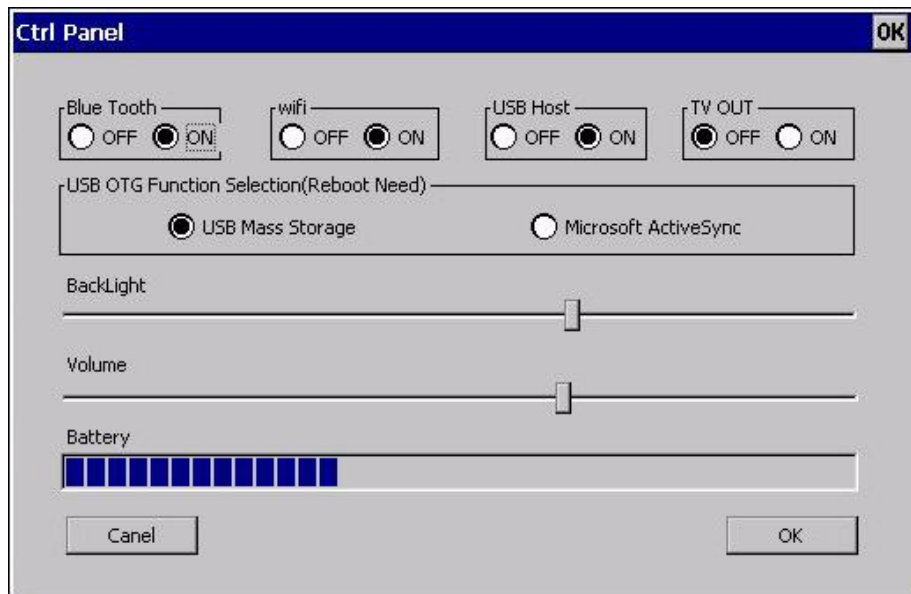 Ctrl Panel OK
Blue Tooth wifi USB Host TV OUT
OFF ON OFF ON OFF ON OFF ON
USB OTG Function Selection(Reboot Need)
USB Mass Storage Microsoft ActiveSync
BackLight
Volume
Battery
Canel OK